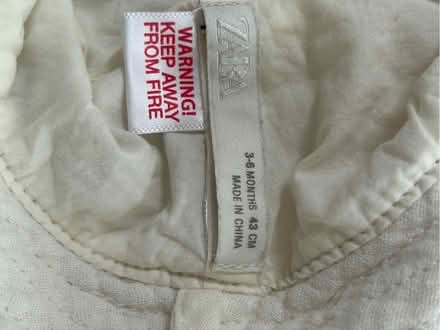 WARNING!
KEEP AWAY
FROM FIRE
ZARA
3-6 MONTHS 43 CM
MADE IN CHINA